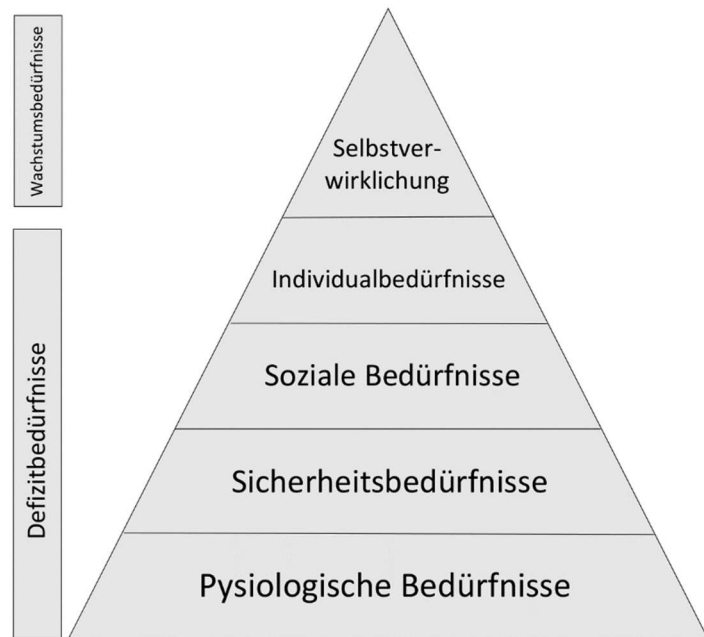 Wachstumsbedürfnisse
Defizitbedürfnisse
Selbstver-
wirklichung
Individualbedürfnisse
Soziale Bedürfnisse
Sicherheitsbedürfnisse
Pysiologische Bedürfnisse